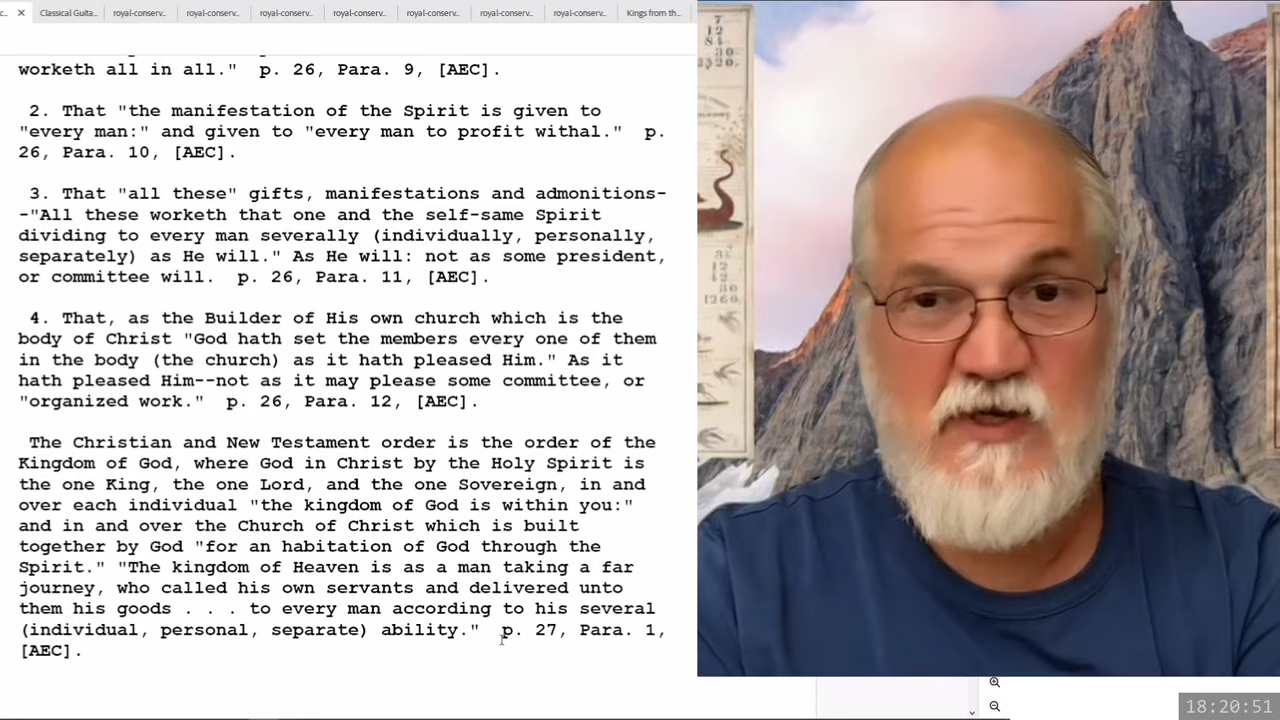 c.. ✕ Classical Guita... royal-conserv.. royal-conserv... royal-conserv... royal-conserv... royal-conserv... royal-conserv... royal-conserv... Kings from th...
worketh all in all."  p. 26, Para. 9, [AEC].
2. That "the manifestation of the Spirit is given to
"every man:" and given to "every man to profit withal."  p.
26, Para. 10, [AEC].
3. That "all these" gifts, manifestations and admonitions-
-"All these worketh that one and the self-same Spirit
dividing to every man severally (individually, personally,
separately) as He will." As He will: not as some president,
or committee will.  p. 26, Para. 11, [AEC].
4. That, as the Builder of His own church which is the
body of Christ "God hath set the members every one of them
in the body (the church) as it hath pleased Him." As it
hath pleased Him--not as it may please some committee, or
"organized work."  p. 26, Para. 12, [AEC].
The Christian and New Testament order is the order of the
Kingdom of God, where God in Christ by the Holy Spirit is
the one King, the one Lord, and the one Sovereign, in and
over each individual "the kingdom of God is within you:"
and in and over the Church of Christ which is built
together by God "for an habitation of God through the
Spirit." "The kingdom of Heaven is as a man taking a far
journey, who called his own servants and delivered unto
them his goods . . . to every man according to his several
(individual, personal, separate) ability."  p. 27, Para. 1,
[AEC].
7
12
30
2520
12
30
1260
18:20:51